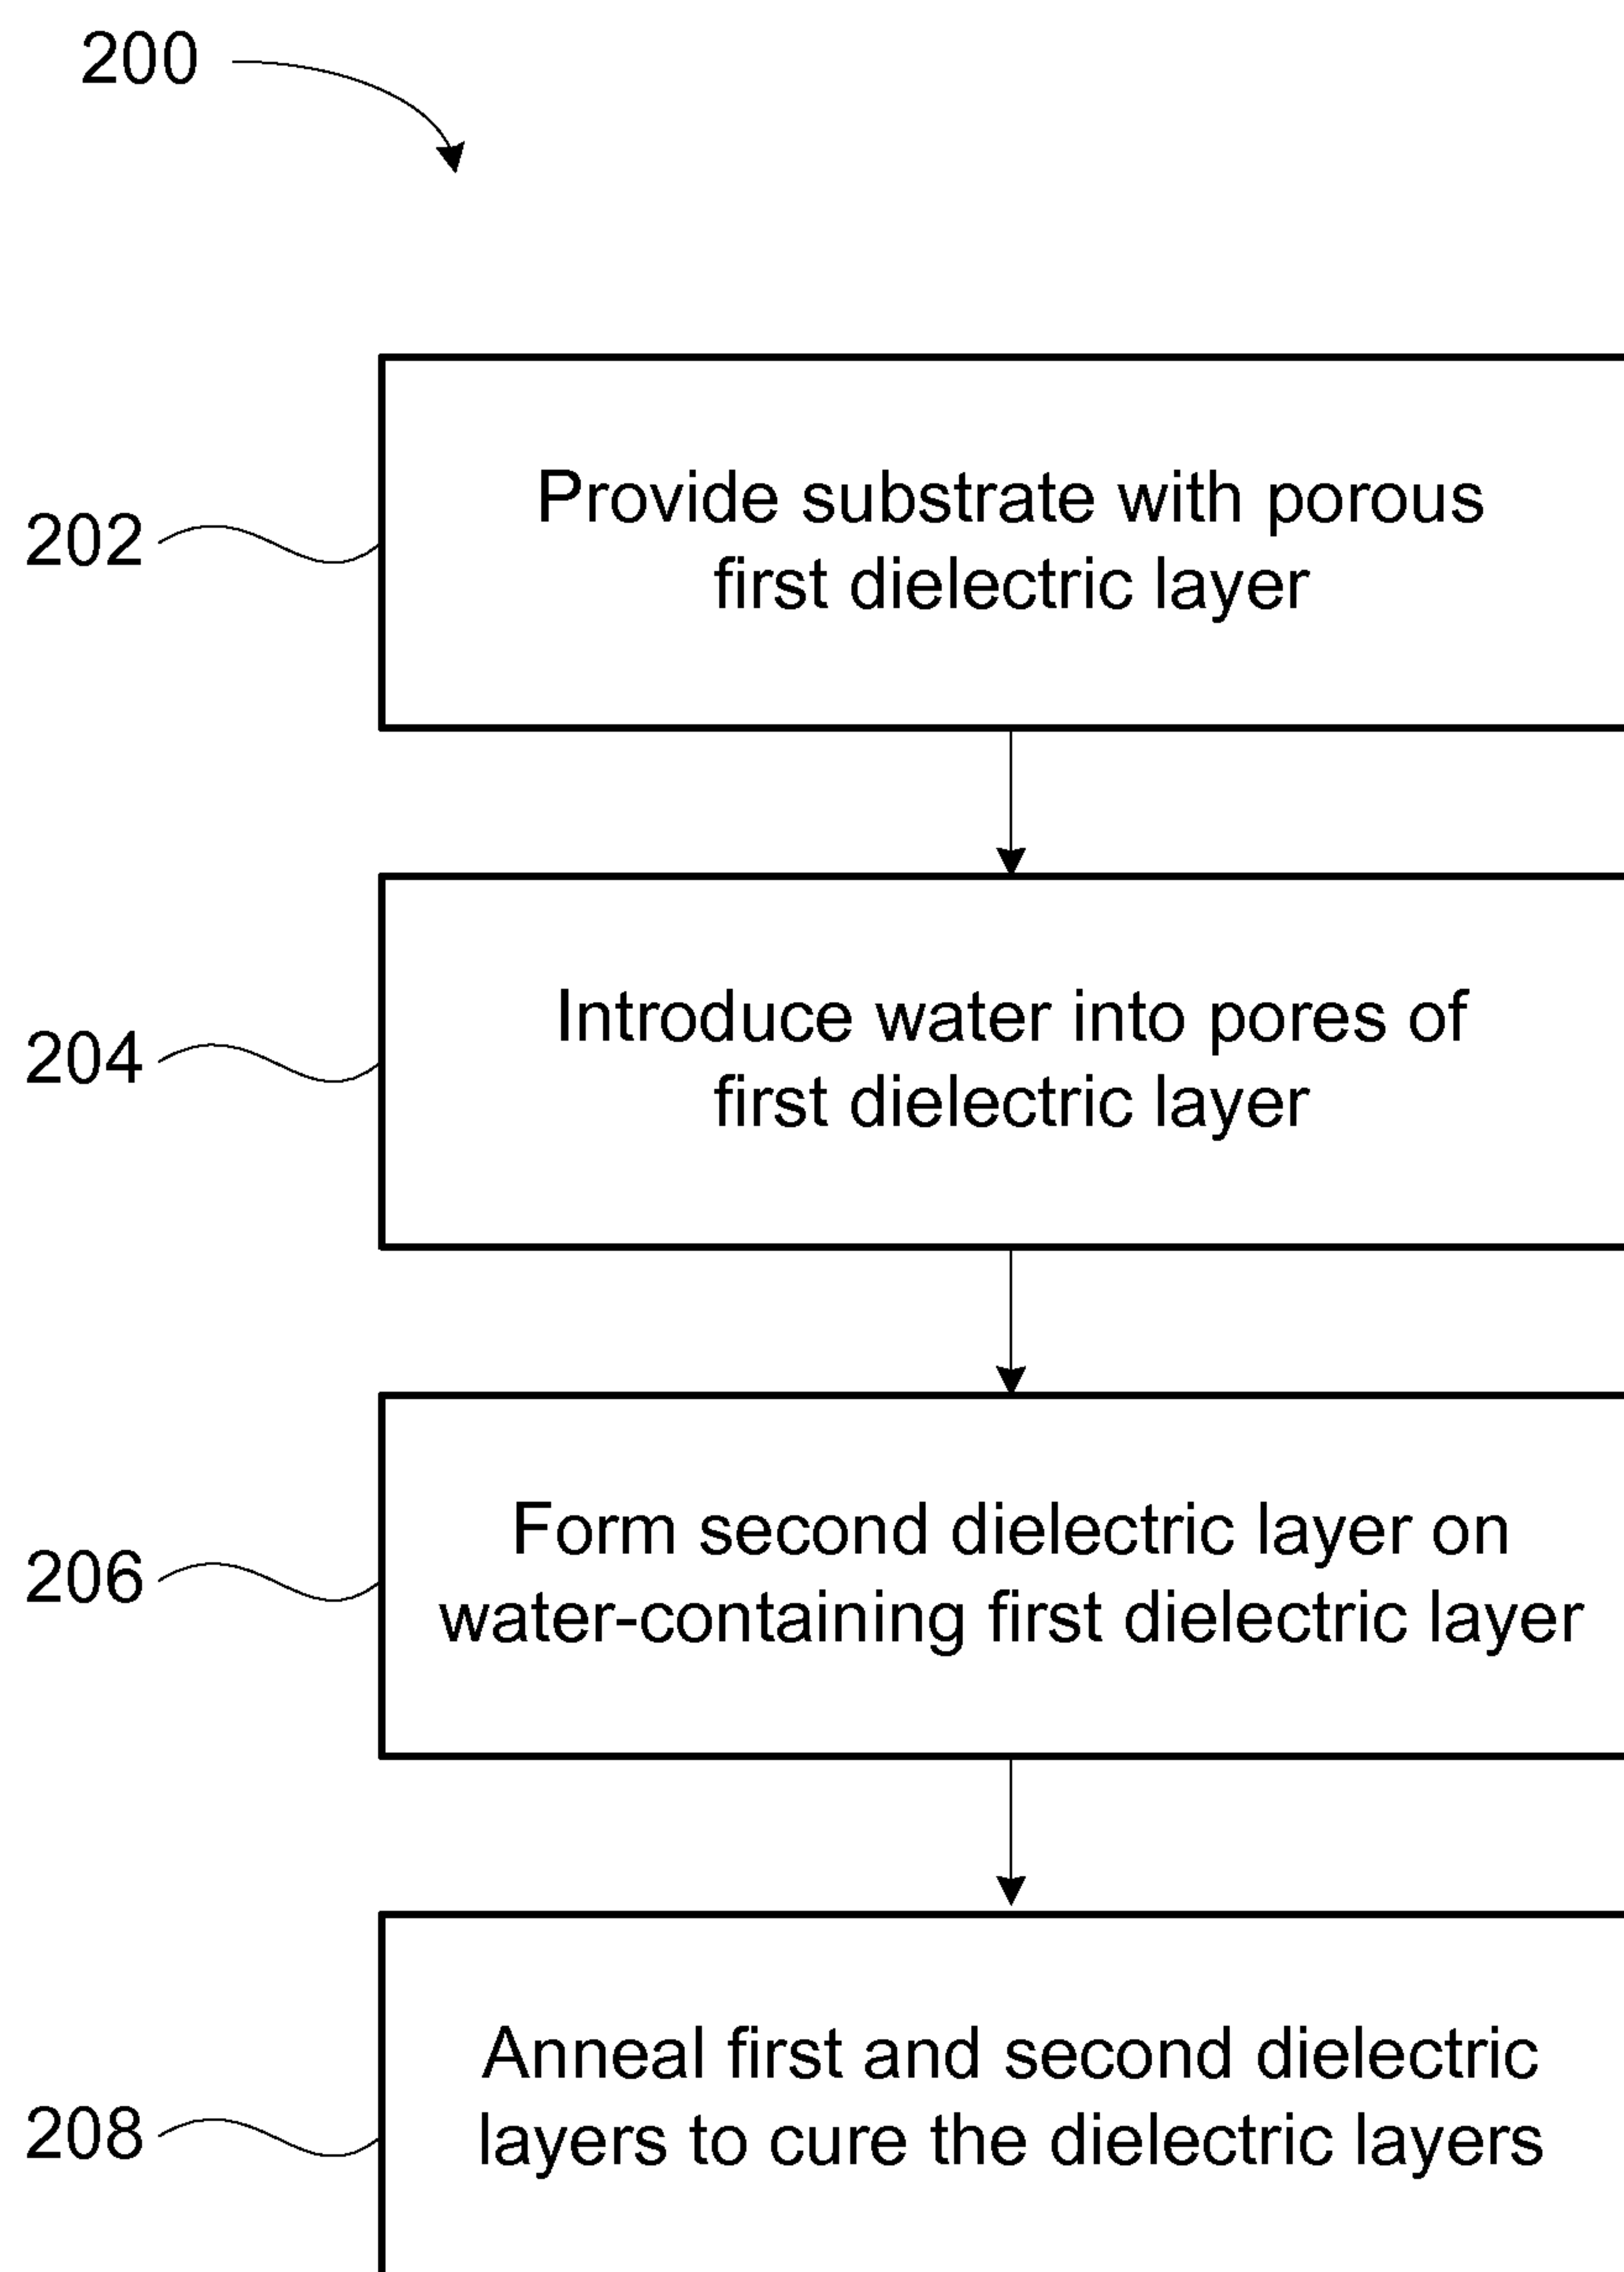 200
202
Provide substrate with porous
first dielectric layer
204
Introduce water into pores of
first dielectric layer
206
Form second dielectric layer on
water-containing first dielectric layer
208
Anneal first and second dielectric
layers to cure the dielectric layers